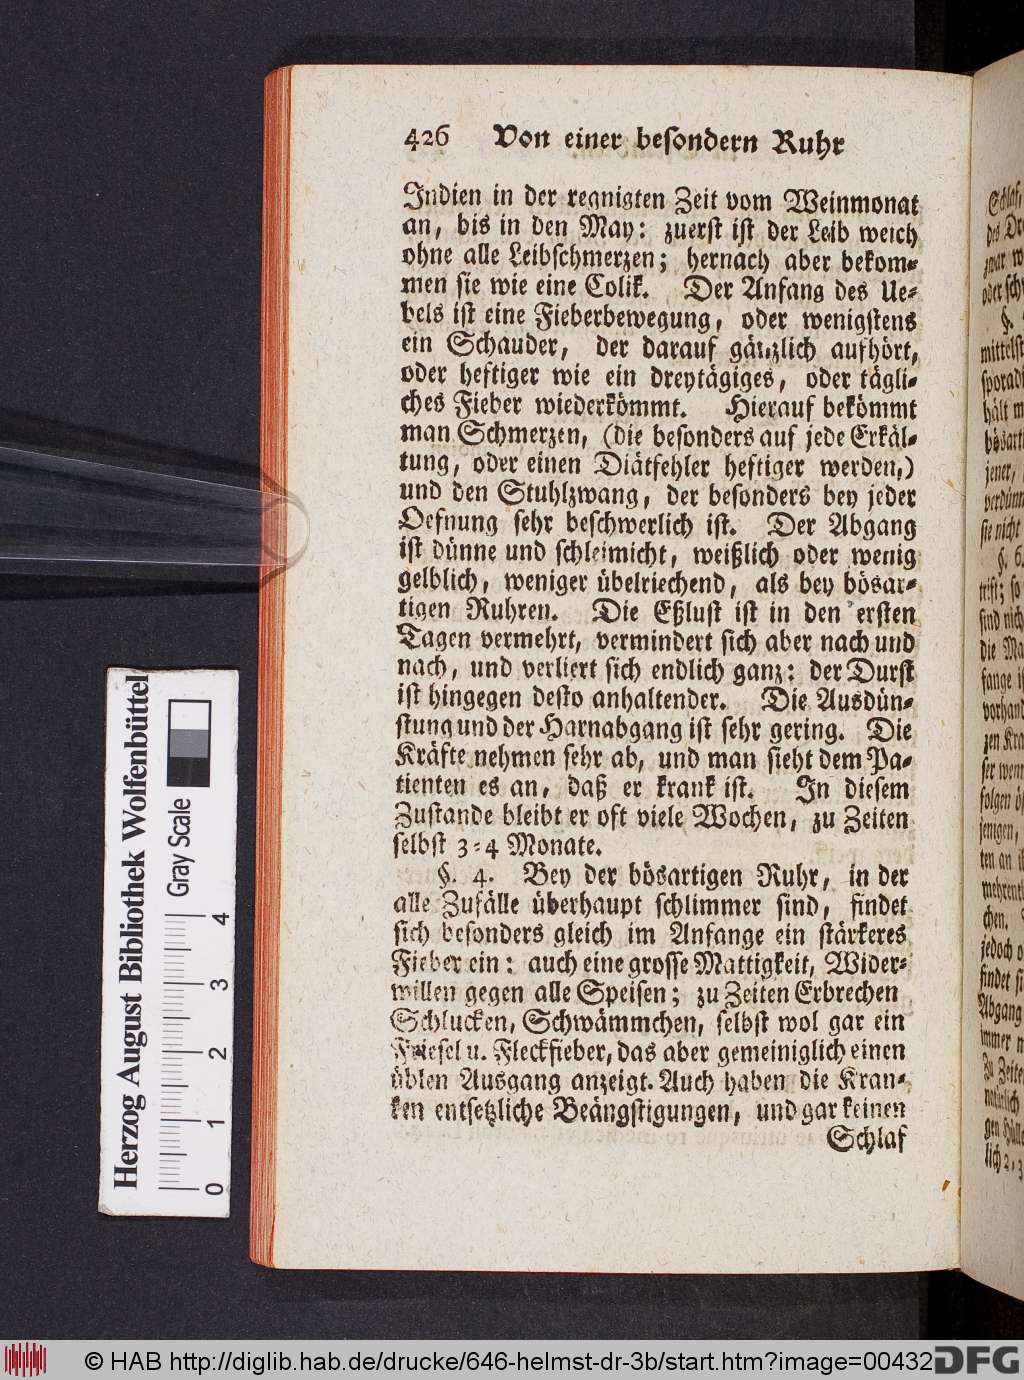 426 Von einer besondern Ruhr
Indien in der regnigten Zeit vom Weinmonat
an, bis in den May: zuerst ist der Leib weich
ohne alle Leibschmerzen; hernach aber bekom-
men sie wie eine Colik. Der Anfang des Ue-
bels ist eine Fieberbewegung, oder wenigstens
ein Schauder, der darauf gänzlich aufhört,
oder heftiger wie ein dreytägiges, oder tägli-
ches Fieber wiederkömmt. Hierauf bekömmt
man Schmerzen, (die besonders auf jede Erkäl-
tung, oder einen Diätfehler heftiger werden,)
und den Stuhlzwang, der besonders bey jeder
Oefnung sehr beschwerlich ist. Der Abgang
ist dünne und schleimicht, weißlich oder wenig
gelblich, weniger übelriechend, als bey bösar-
tigen Ruhren. Die Eßlust ist in den ersten
Tagen vermehrt, vermindert sich aber nach und
nach, und verliert sich endlich ganz: der Durst
ist hingegen desto anhaltender. Die Ausdün-
stung und der Harnabgang ist sehr gering. Die
Kräfte nehmen sehr ab, und man sieht dem Pa-
tienten es an, daß er krank ist. In diesem
Zustande bleibt er oft viele Wochen, zu Zeiten
selbst 3-4 Monate.
§. 4. Bey der bösartigen Ruhr, in der
alle Zufälle überhaupt schlimmer sind, findet
sich besonders gleich im Anfange ein stärkeres
Fieber ein: auch eine grosse Mattigkeit, Wider-
willen gegen alle Speisen; zu Zeiten Erbrechen
Schlucken, Schwämmchen, selbst wol gar ein
Friesel u. Fleckfieber, das aber gemeiniglich einen
üblen Ausgang anzeigt. Auch haben die Kran-
ken entsetzliche Beängstigungen, und gar keinen
Schlaf
Herzog August Bibliothek Wolfenbüttel
Gray Scale
0 1 2 3 4
© HAB http://diglib.hab.de/drucke/646-helmst-dr-3b/start.htm?image=00432
DFG